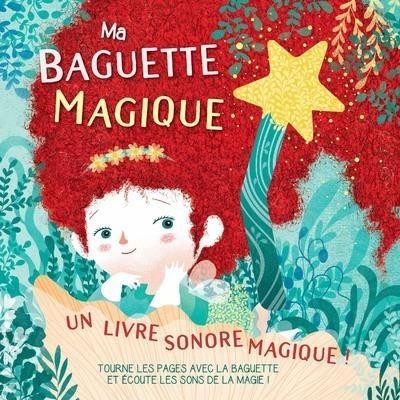 Ma
BAGUETTE
MAGIQUE
UN LIVRE SONORE MAGIQUE !
TOURNE LES PAGES AVEC LA BAGUETTE
ET ÉCOUTE LES SONS DE LA MAGIE !